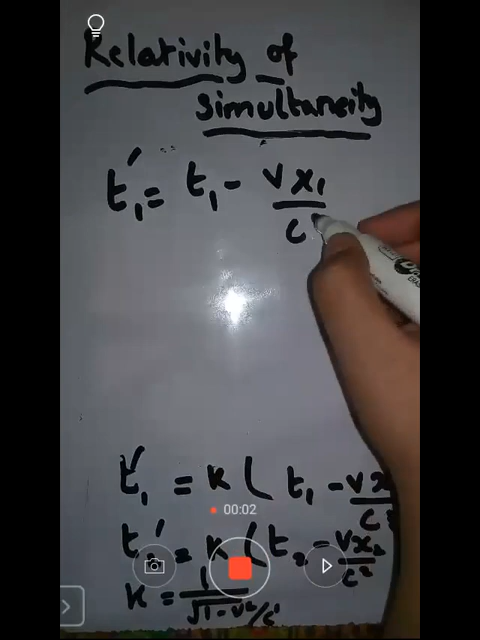 Relativity of
Simultaneity
t₁' = t₁ - vx₁/c
t₁' = K ( t₁ - vx
00:02
t₂' = K ( t₂ - vx₂/c²
K = 1/√1-v²/c²